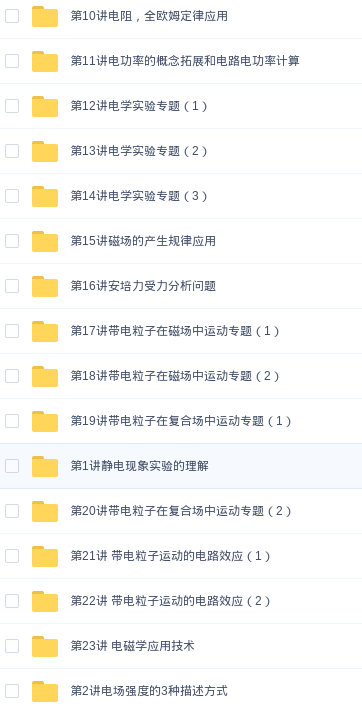 第10讲电阻，全欧姆定律应用
第11讲电功率的概念拓展和电路电功率计算
第12讲电学实验专题（1）
第13讲电学实验专题（2）
第14讲电学实验专题（3）
第15讲磁场的产生规律应用
第16讲安培力受力分析问题
第17讲带电粒子在磁场中运动专题（1）
第18讲带电粒子在磁场中运动专题（2）
第19讲带电粒子在复合场中运动专题（1）
第1讲静电现象实验的理解
第20讲带电粒子在复合场中运动专题（2）
第21讲 带电粒子运动的电路效应（1）
第22讲 带电粒子运动的电路效应（2）
第23讲 电磁学应用技术
第2讲电场强度的3种描述方式